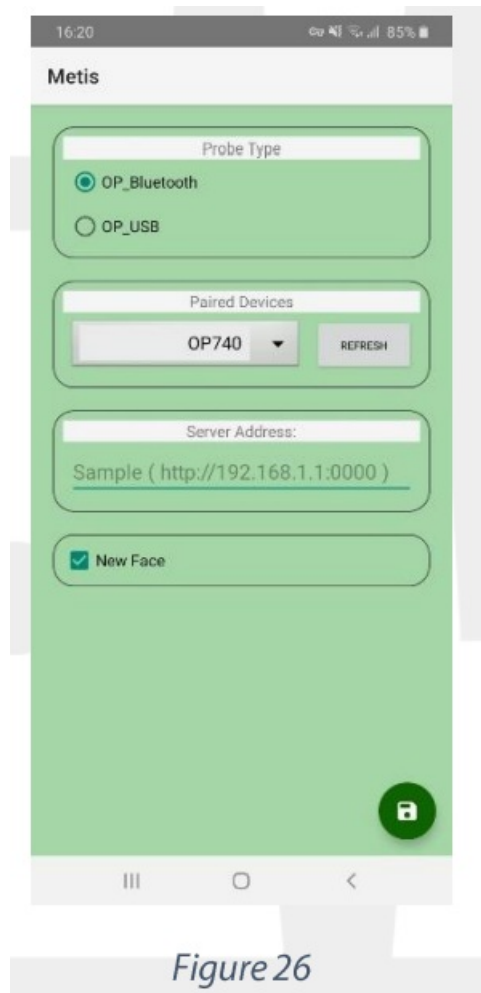 16:20 85%
Metis
Probe Type
OP_Bluetooth
OP_USB
Paired Devices
OP740 REFRESH
Server Address:
Sample ( http://192.168.1.1:0000 )
New Face
Figure 26